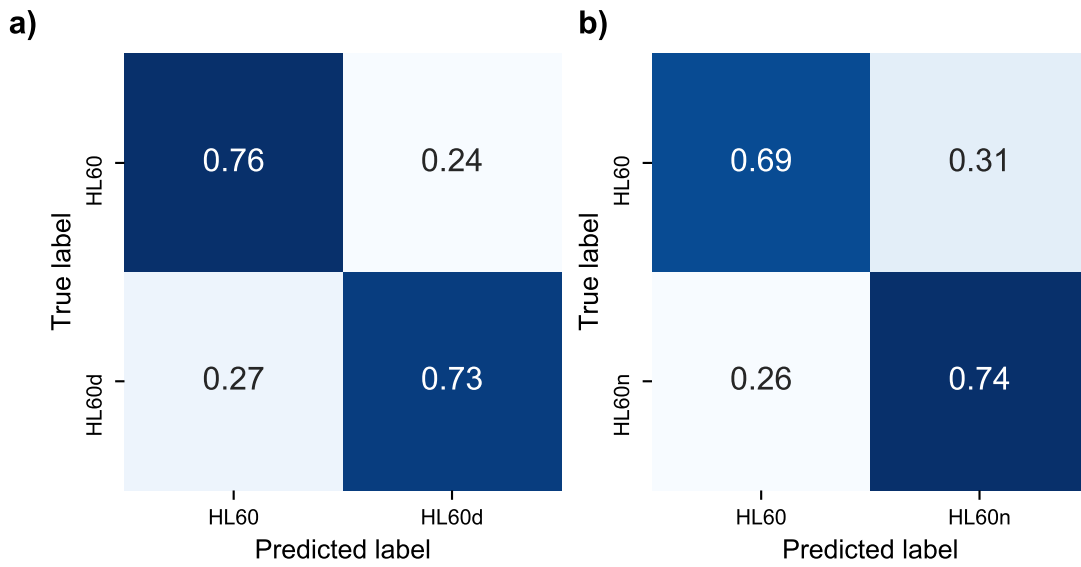 a)
True label
HL60
0.76 0.24
HL60d
0.27 0.73
HL60 HL60d
Predicted label
b)
True label
HL60
0.69 0.31
HL60n
0.26 0.74
HL60 HL60n
Predicted label